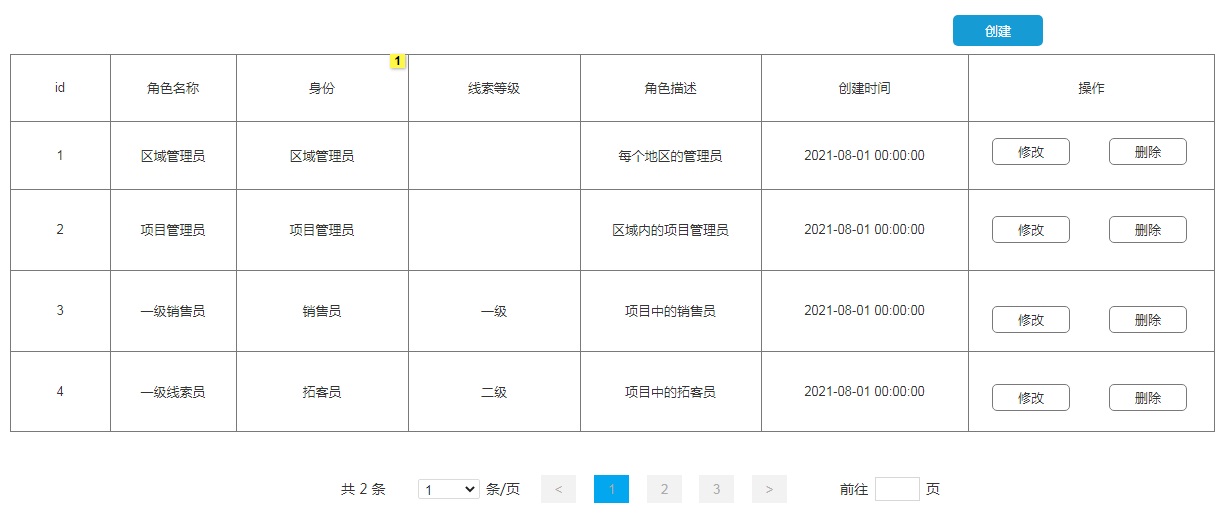 创建
1
id 角色名称 身份 线索等级 角色描述 创建时间 操作
1 区域管理员 区域管理员 每个地区的管理员 2021-08-01 00:00:00 修改 删除
2 项目管理员 项目管理员 区域内的项目管理员 2021-08-01 00:00:00 修改 删除
3 一级销售员 销售员 一级 项目中的销售员 2021-08-01 00:00:00 修改 删除
4 一级线索员 拓客员 二级 项目中的拓客员 2021-08-01 00:00:00 修改 删除
共 2 条 1 条/页 < 1 2 3 > 前往 页